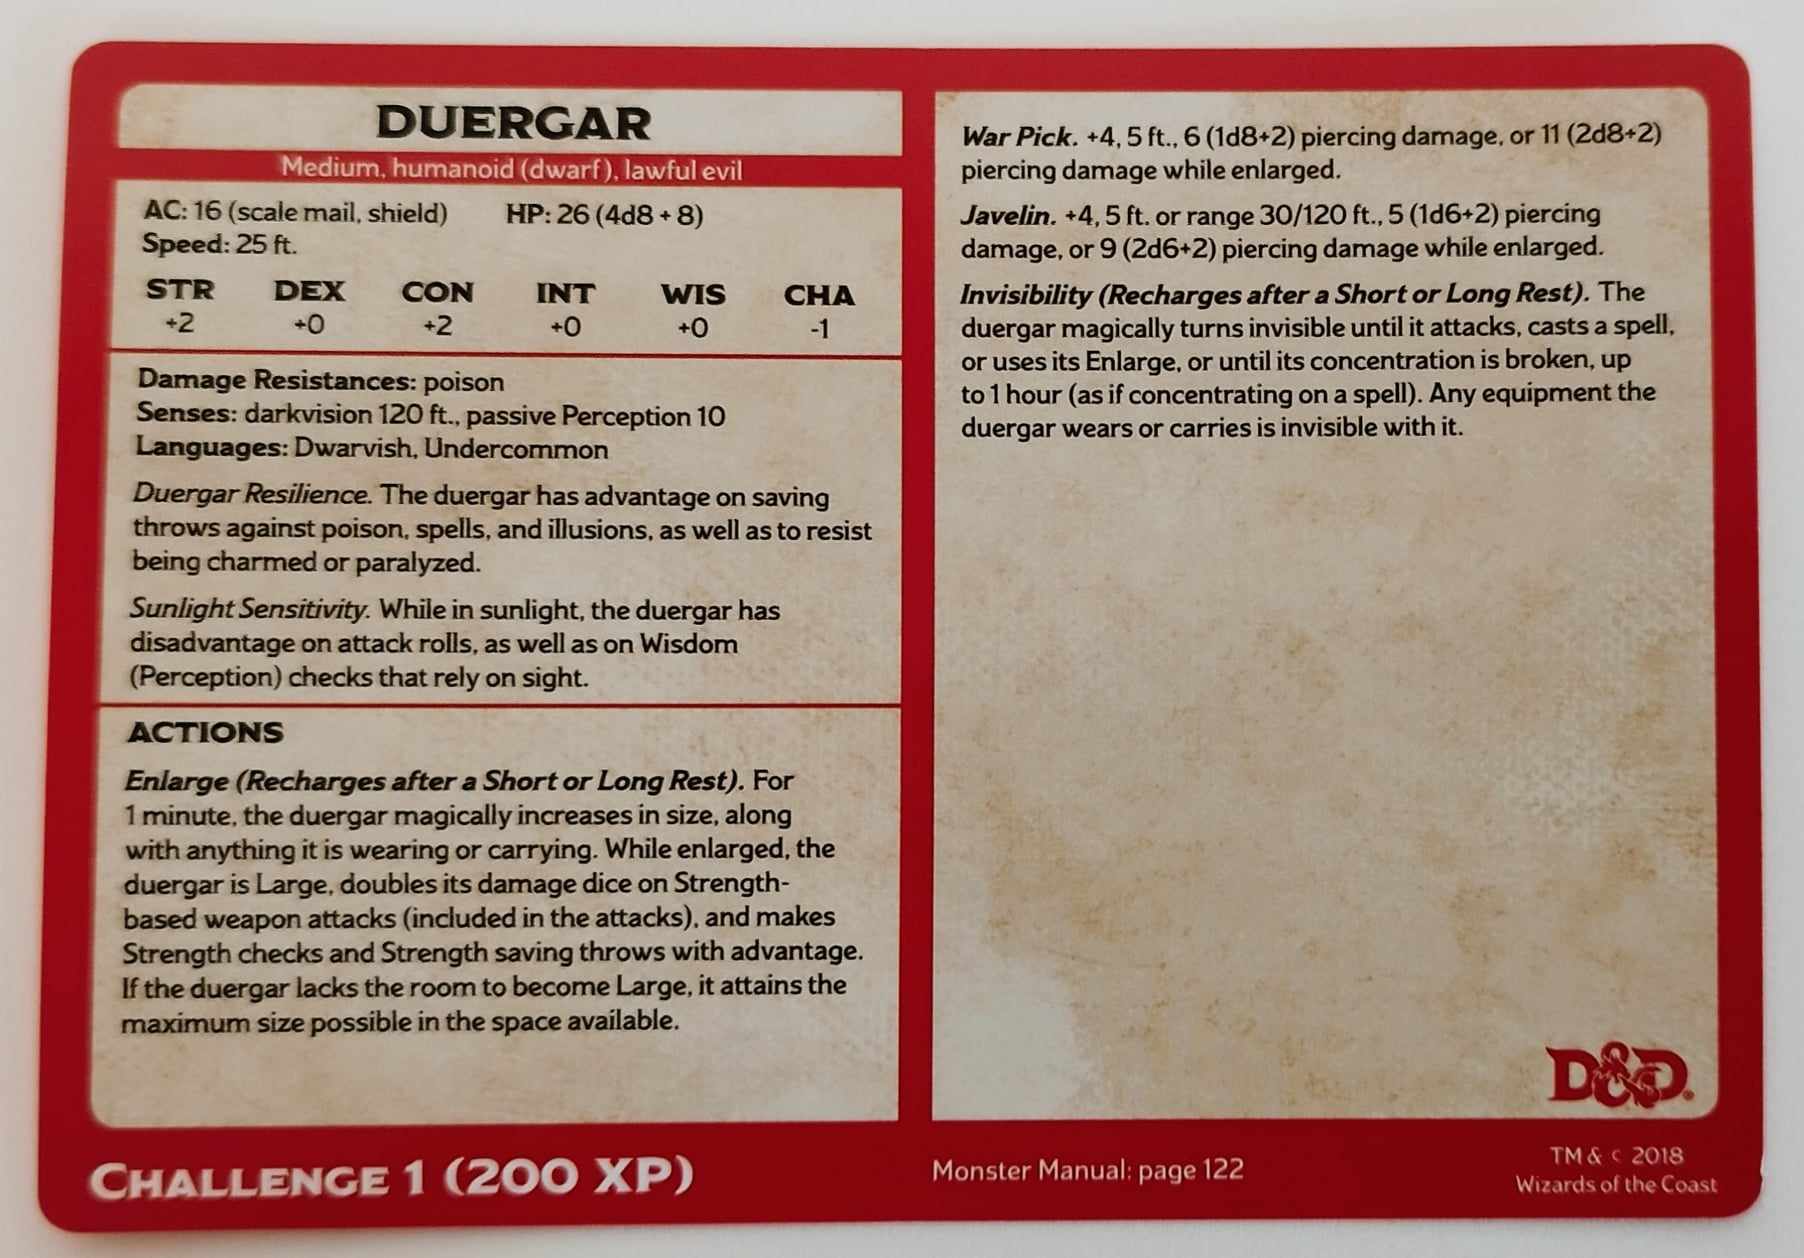 DUERGAR
Medium, humanoid (dwarf), lawful evil
AC: 16 (scale mail, shield) HP: 26 (4d8 + 8)
Speed: 25 ft.
STR DEX CON INT WIS CHA
+2 +0 +2 +0 +0 -1
Damage Resistances: poison
Senses: darkvision 120 ft., passive Perception 10
Languages: Dwarvish, Undercommon
Duergar Resilience. The duergar has advantage on saving
throws against poison, spells, and illusions, as well as to resist
being charmed or paralyzed.
Sunlight Sensitivity. While in sunlight, the duergar has
disadvantage on attack rolls, as well as on Wisdom
(Perception) checks that rely on sight.
ACTIONS
Enlarge (Recharges after a Short or Long Rest). For
1 minute, the duergar magically increases in size, along
with anything it is wearing or carrying. While enlarged, the
duergar is Large, doubles its damage dice on Strength-
based weapon attacks (included in the attacks), and makes
Strength checks and Strength saving throws with advantage.
If the duergar lacks the room to become Large, it attains the
maximum size possible in the space available.
War Pick. +4, 5 ft., 6 (1d8+2) piercing damage, or 11 (2d8+2)
piercing damage while enlarged.
Javelin. +4, 5 ft. or range 30/120 ft., 5 (1d6+2) piercing
damage, or 9 (2d6+2) piercing damage while enlarged.
Invisibility (Recharges after a Short or Long Rest). The
duergar magically turns invisible until it attacks, casts a spell,
or uses its Enlarge, or until its concentration is broken, up
to 1 hour (as if concentrating on a spell). Any equipment the
duergar wears or carries is invisible with it.
D&D®
CHALLENGE 1 (200 XP)
Monster Manual: page 122
TM & © 2018
Wizards of the Coast